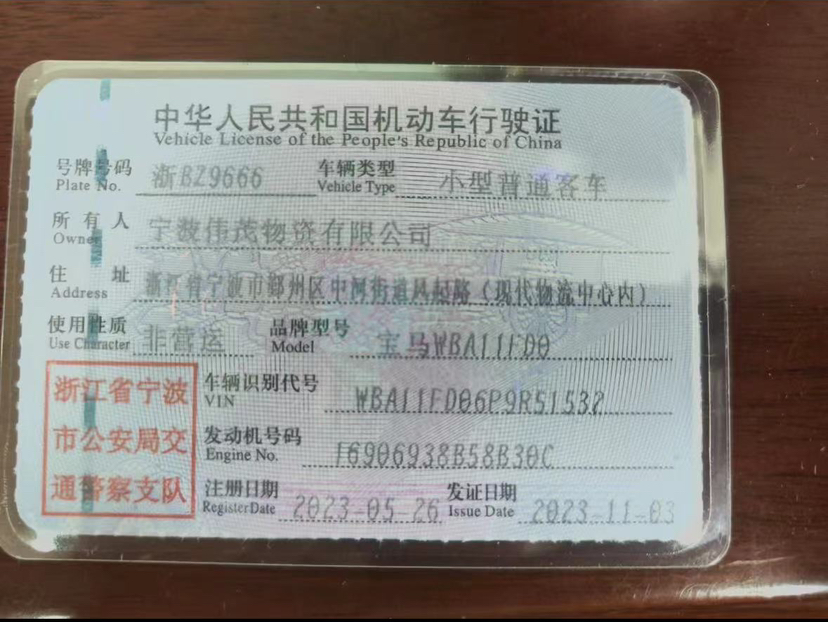 中华人民共和国机动车行驶证
Vehicle License of the People's Republic of China
号牌号码 浙BZ9666 车辆类型 小型普通客车
Plate No. Vehicle Type
所有人 宁波伟茂物资有限公司
Owner
住址 浙江省宁波市鄞州区中河街道凤起路(现代物流中心内)
Address
使用性质 非营运 品牌型号 宝马WBA11FD0
Use Character Model
浙江省宁波
市公安局交
通警察支队
车辆识别代号 WBA11FD06P9R51532
VIN
发动机号码 16906938B58B30C
Engine No.
注册日期 2023-05-26 发证日期 2023-11-03
Register Date Issue Date